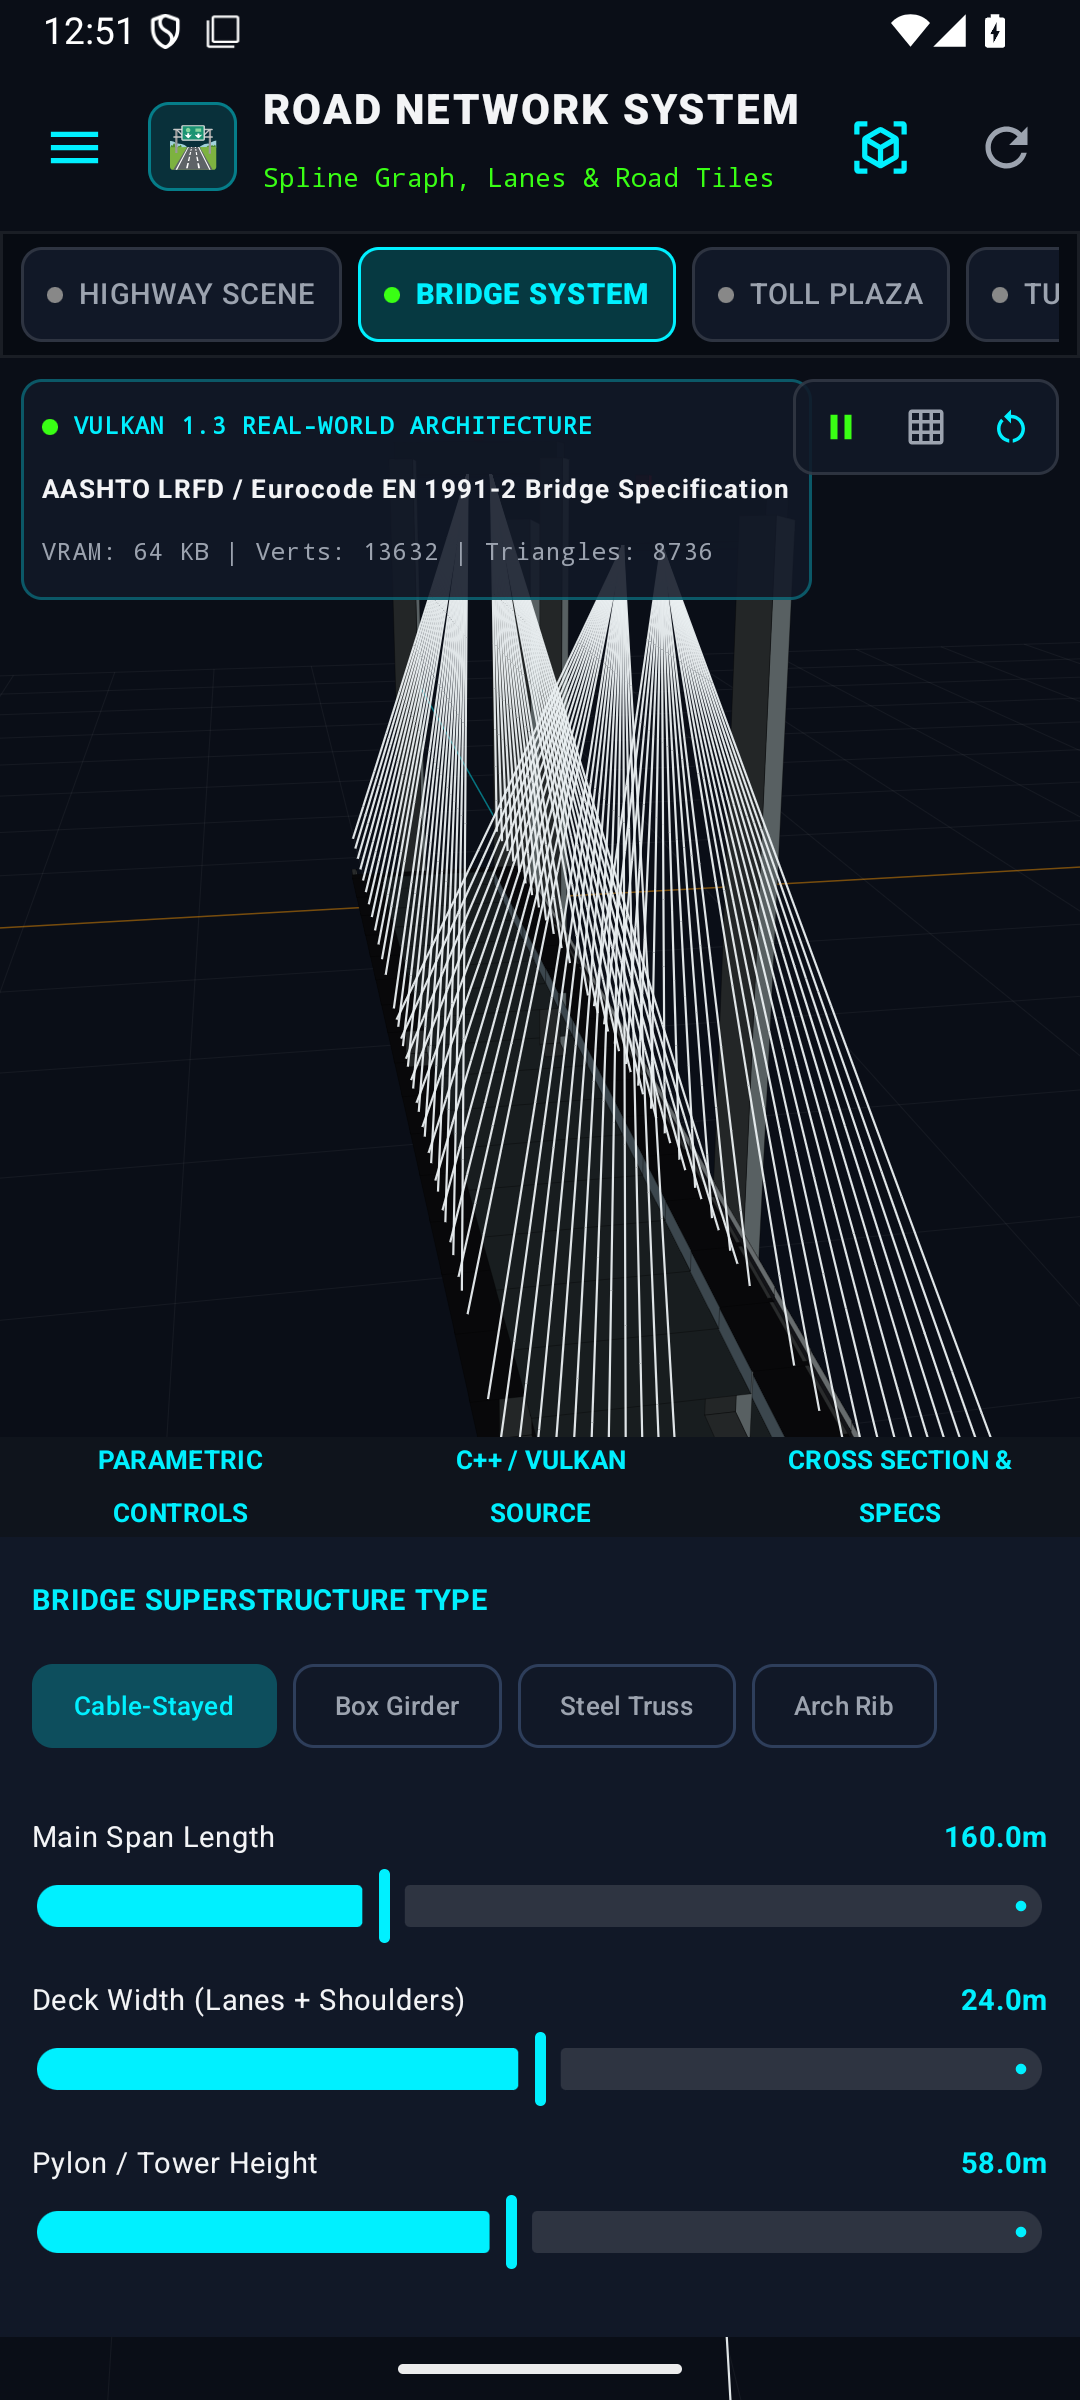 12:51
ROAD NETWORK SYSTEM
Spline Graph, Lanes & Road Tiles
HIGHWAY SCENE
BRIDGE SYSTEM
TOLL PLAZA
TU
VULKAN 1.3 REAL-WORLD ARCHITECTURE
AASHTO LRFD / Eurocode EN 1991-2 Bridge Specification
VRAM: 64 KB | Verts: 13632 | Triangles: 8736
PARAMETRIC
CONTROLS
C++ / VULKAN
SOURCE
CROSS SECTION &
SPECS
BRIDGE SUPERSTRUCTURE TYPE
Cable-Stayed
Box Girder
Steel Truss
Arch Rib
Main Span Length
160.0m
Deck Width (Lanes + Shoulders)
24.0m
Pylon / Tower Height
58.0m